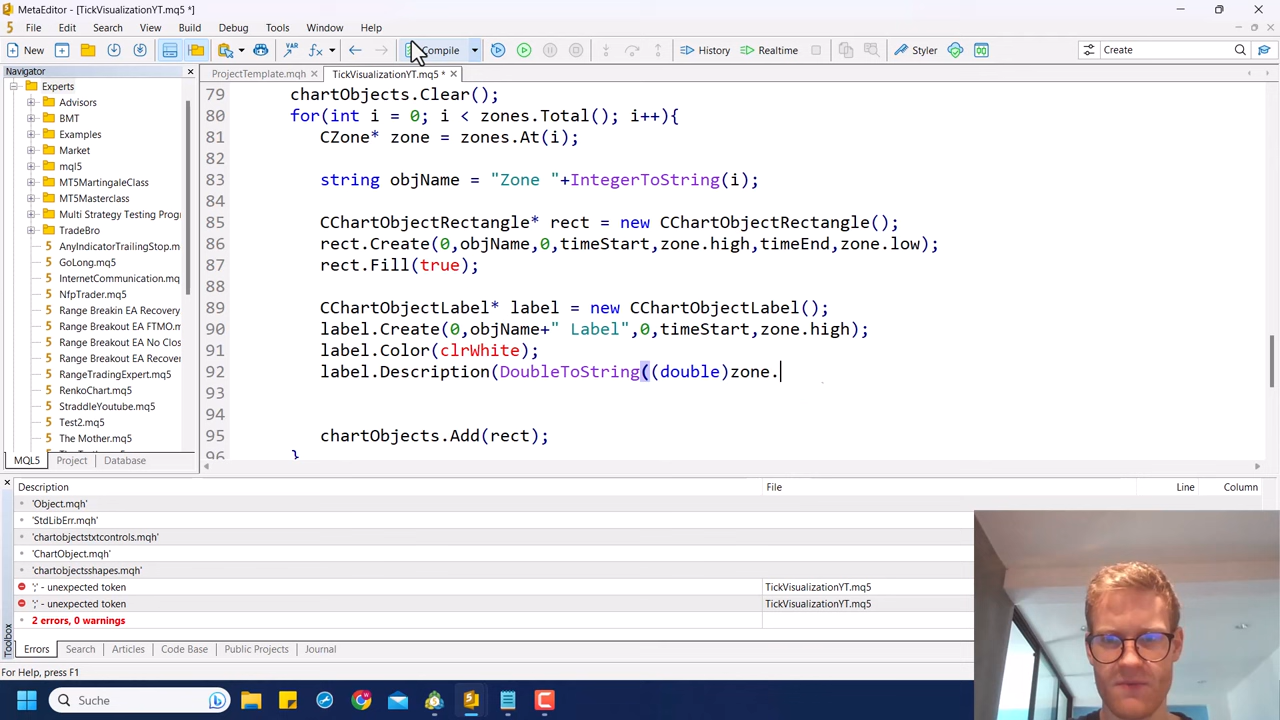 MetaEditor - [TickVisualizationYT.mq5 *]
File Edit Search View Build Debug Tools Window Help
New Compile History Realtime Styler Create
Navigator
ProjectTemplate.mqh
TickVisualizationYT.mq5 *
Experts
Advisors
BMT
Examples
Market
mql5
MT5MartingaleClass
MT5Masterclass
Multi Strategy Testing Progr
TradeBro
AnyIndicatorTrailingStop.m
GoLong.mq5
InternetCommunication.mq
NfpTrader.mq5
Range Breakin EA Recovery
Range Breakout EA FTMO.m
Range Breakout EA No Clos
Range Breakout EA Recover
RangeTradingExpert.mq5
RenkoChart.mq5
StraddleYoutube.mq5
Test2.mq5
The Mother.mq5
MQL5 Project Database
79 chartObjects.Clear();
80 for(int i = 0; i < zones.Total(); i++){
81 CZone* zone = zones.At(i);
82
83 string objName = "Zone "+IntegerToString(i);
84
85 CChartObjectRectangle* rect = new CChartObjectRectangle();
86 rect.Create(0,objName,0,timeStart,zone.high,timeEnd,zone.low);
87 rect.Fill(true);
88
89 CChartObjectLabel* label = new CChartObjectLabel();
90 label.Create(0,objName+" Label",0,timeStart,zone.high);
91 label.Color(clrWhite);
92 label.Description(DoubleToString((double)zone.
93
94
95 chartObjects.Add(rect);
96 }
Description File Line Column
'Object.mqh'
'StdLibErr.mqh'
'chartobjectstxtcontrols.mqh'
'ChartObject.mqh'
'chartobjectsshapes.mqh'
';' - unexpected token TickVisualizationYT.mq5
';' - unexpected token TickVisualizationYT.mq5
2 errors, 0 warnings
Toolbox
Errors Search Articles Code Base Public Projects Journal
For Help, press F1
Suche